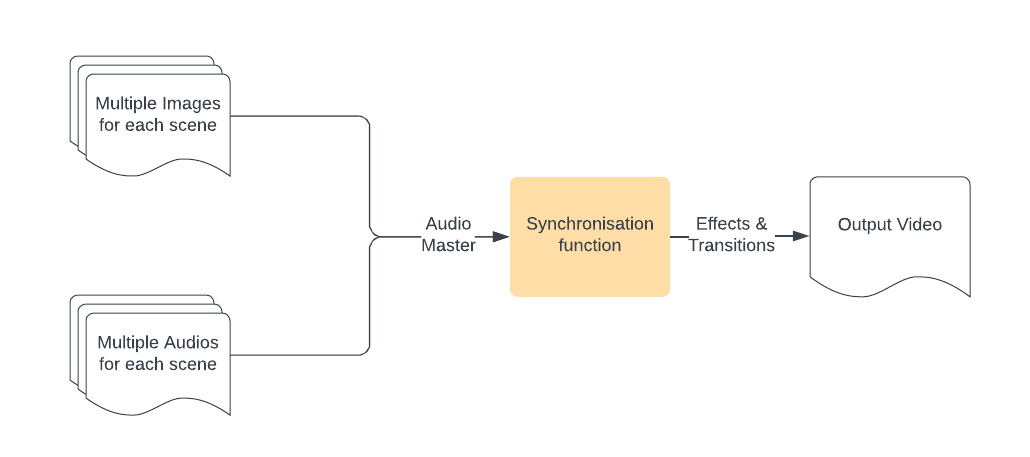 Multiple Images
for each scene
Audio
Master
Synchronisation
function
Effects &
Transitions
Output Video
Multiple Audios
for each scene